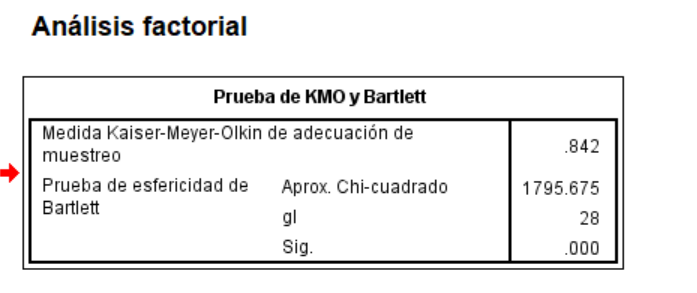 Análisis factorial
Prueba de KMO y Bartlett
Medida Kaiser-Meyer-Olkin de adecuación de
muestreo
.842
Prueba de esfericidad de
Bartlett
Aprox. Chi-cuadrado
1795.675
gl
28
Sig.
.000